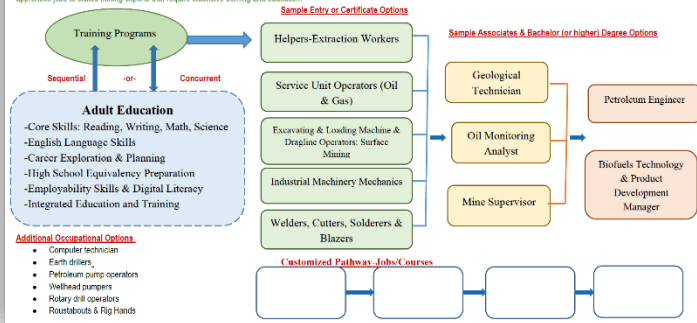 Sample Entry or Certificate Options
Training Programs
Helpers-Extraction Workers
Sample Associates & Bachelor (or higher) Degree Options
Sequential -or- Concurrent
Adult Education
-Core Skills: Reading, Writing, Math, Science
-English Language Skills
-Career Exploration & Planning
-High School Equivalency Preparation
-Employability Skills & Digital Literacy
-Integrated Education and Training
Service Unit Operators (Oil
& Gas)
Excavating & Loading Machine &
Dragline Operators: Surface
Mining
Industrial Machinery Mechanics
Welders, Cutters, Solderers &
Blazers
Geological
Technician
Oil Monitoring
Analyst
Mine Supervisor
Petroleum Engineer
Biofuels Technology
& Product
Development
Manager
Additional Occupational Options
Computer technician
Earth drillers
Petroleum pump operators
Wellhead pumpers
Rotary drill operators
Roustabouts & Rig Hands
Customized Pathway-Jobs/Courses